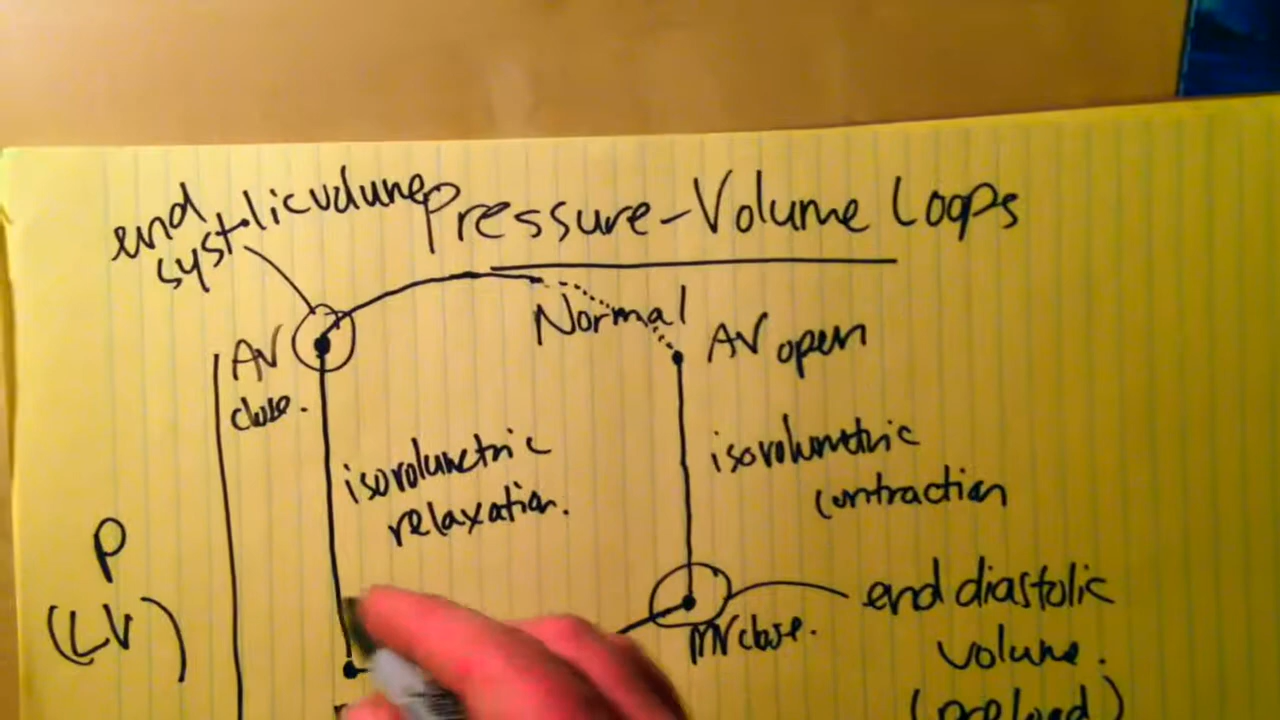 end
systolic volume
Pressure-Volume Loops
Normal
AV
close.
AV open
isovolumetric
relaxation.
isovolumetric
contraction
P
(LV)
MV close.
end diastolic
volume.
(preload)